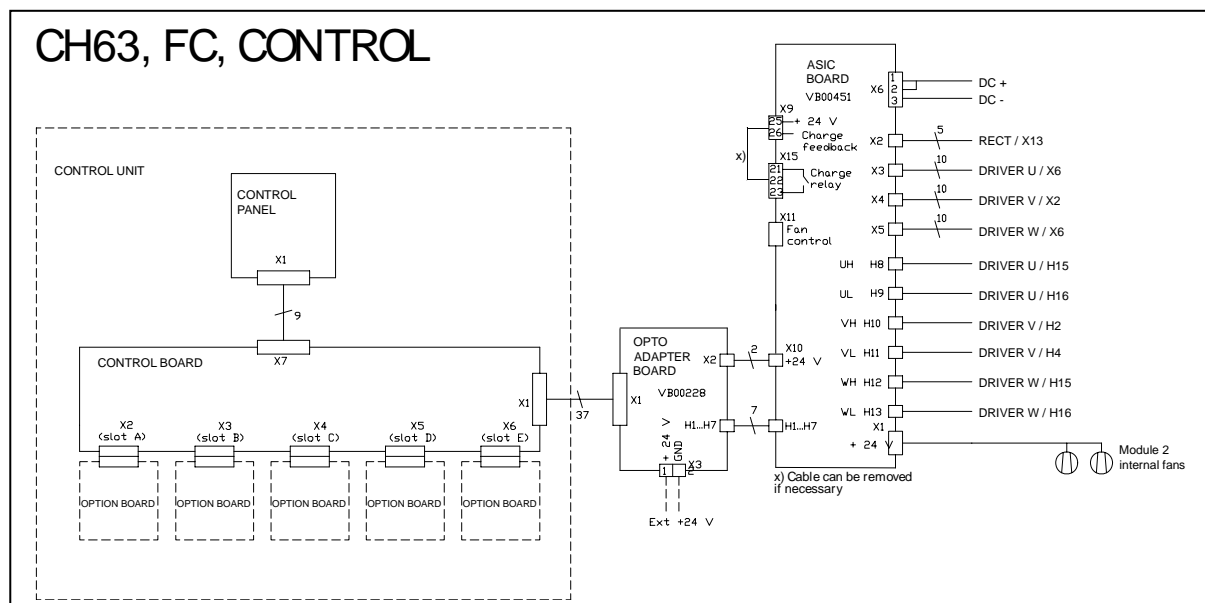 CH63, FC, CONTROL
CONTROL UNIT
CONTROL
PANEL
X1
9
X7
CONTROL BOARD
X1
37
X2
(slot A)
X3
(slot B)
X4
(slot C)
X5
(slot D)
X6
(slot E)
OPTION BOARD
OPTION BOARD
OPTION BOARD
OPTION BOARD
OPTION BOARD
OPTO
ADAPTER
BOARD
VB00228
X1
X2
2
H1...H7
7
+ 24 V
GND
1
2
X3
Ext +24 V
ASIC
BOARD
VB00451
X9
25
+ 24 V
26
Charge
feedback
x)
X15
21
22
23
Charge
relay
X11
Fan
control
X10
+24 V
H1...H7
X6
1
2
3
DC +
DC -
X2
5
RECT / X13
X3
10
DRIVER U / X6
X4
10
DRIVER V / X2
X5
10
DRIVER W / X6
UH H8
DRIVER U / H15
UL H9
DRIVER U / H16
VH H10
DRIVER V / H2
VL H11
DRIVER V / H4
WH H12
DRIVER W / H15
WL H13
DRIVER W / H16
X1
+ 24 V
Module 2
internal fans
x) Cable can be removed
if necessary